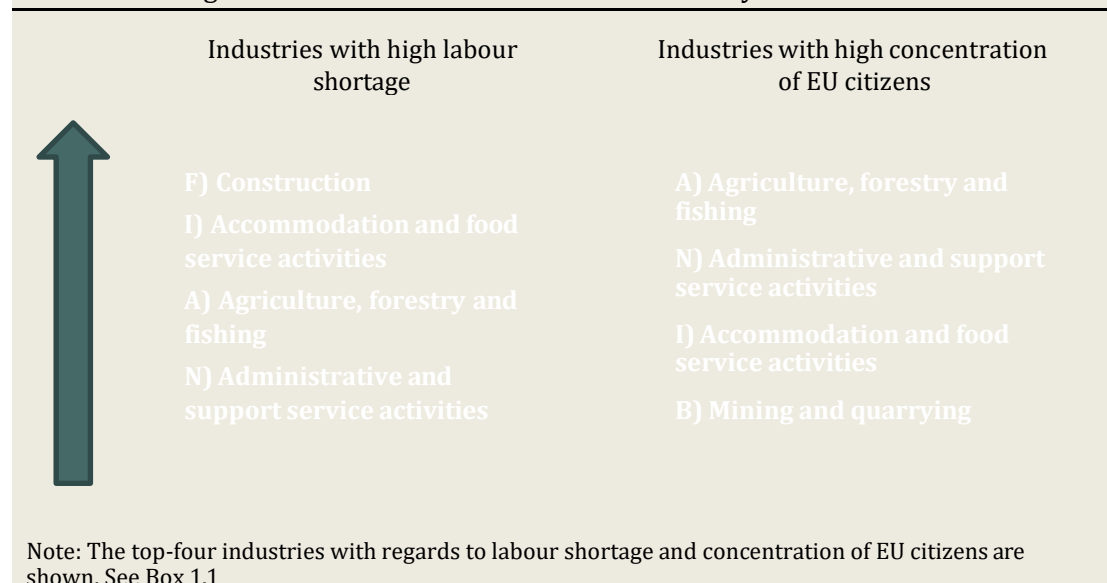 Industries with high labour
shortage
Industries with high concentration
of EU citizens
F) Construction
I) Accommodation and food
service activities
A) Agriculture, forestry and
fishing
N) Administrative and
support service activities
A) Agriculture, forestry and
fishing
N) Administrative and support
service activities
I) Accommodation and food
service activities
B) Mining and quarrying
Note: The top-four industries with regards to labour shortage and concentration of EU citizens are
shown. See Box 1.1